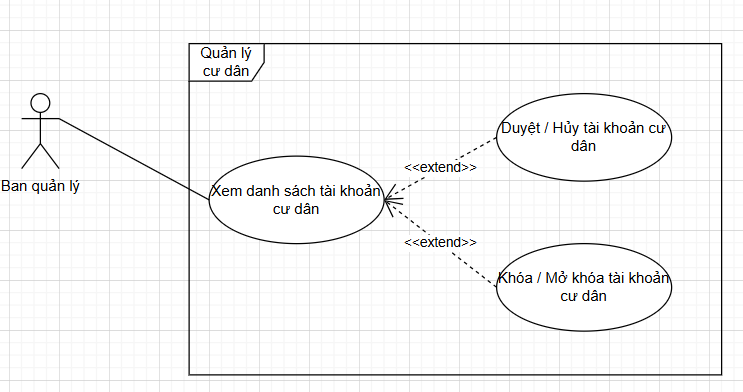 Quản lý
cư dân
Duyệt / Hủy tài khoản cư
dân
<<extend>>
Ban quản lý
Xem danh sách tài khoản
cư dân
<<extend>>
Khóa / Mở khóa tài khoản
cư dân